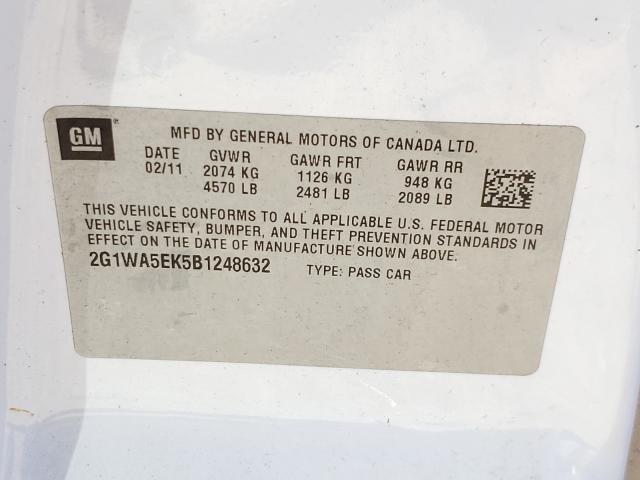 GM
MFD BY GENERAL MOTORS OF CANADA LTD.
DATE GVWR GAWR FRT GAWR RR
02/11 2074 KG 1126 KG 948 KG
4570 LB 2481 LB 2089 LB
THIS VEHICLE CONFORMS TO ALL APPLICABLE U.S. FEDERAL MOTOR
VEHICLE SAFETY, BUMPER, AND THEFT PREVENTION STANDARDS IN
EFFECT ON THE DATE OF MANUFACTURE SHOWN ABOVE.
2G1WA5EK5B1248632 TYPE: PASS CAR